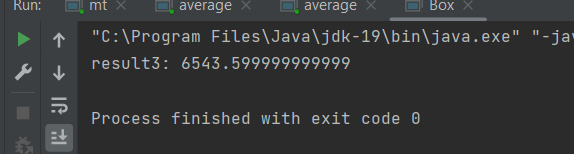 Run: mt average average Box
"C:\Program Files\Java\jdk-19\bin\java.exe" "-jav
result3: 6543.599999999999
Process finished with exit code 0